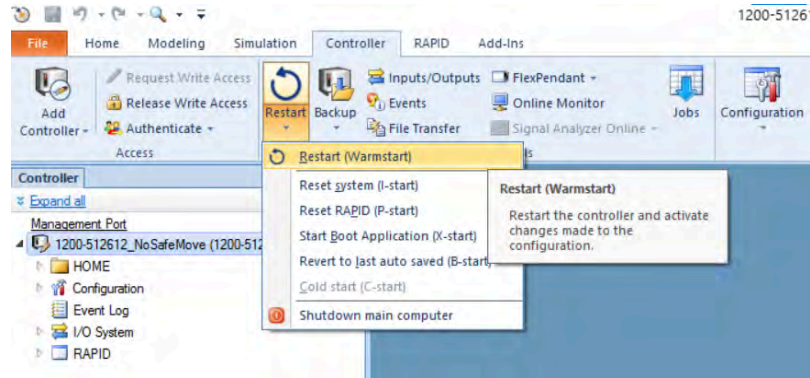 1200-51261
File Home Modeling Simulation Controller RAPID Add-Ins
Add Controller
Request Write Access
Release Write Access
Authenticate
Access
Restart
Backup
Inputs/Outputs
Events
File Transfer
FlexPendant
Online Monitor
Signal Analyzer Online
ls
Jobs
Configuration
Restart (Warmstart)
Reset system (I-start)
Reset RAPID (P-start)
Start Boot Application (X-start)
Revert to last auto saved (B-start)
Cold start (C-start)
Shutdown main computer
Restart (Warmstart)
Restart the controller and activate
changes made to the
configuration.
Controller
Expand all
Management Port
1200-512612_NoSafeMove (1200-512
HOME
Configuration
Event Log
I/O System
RAPID